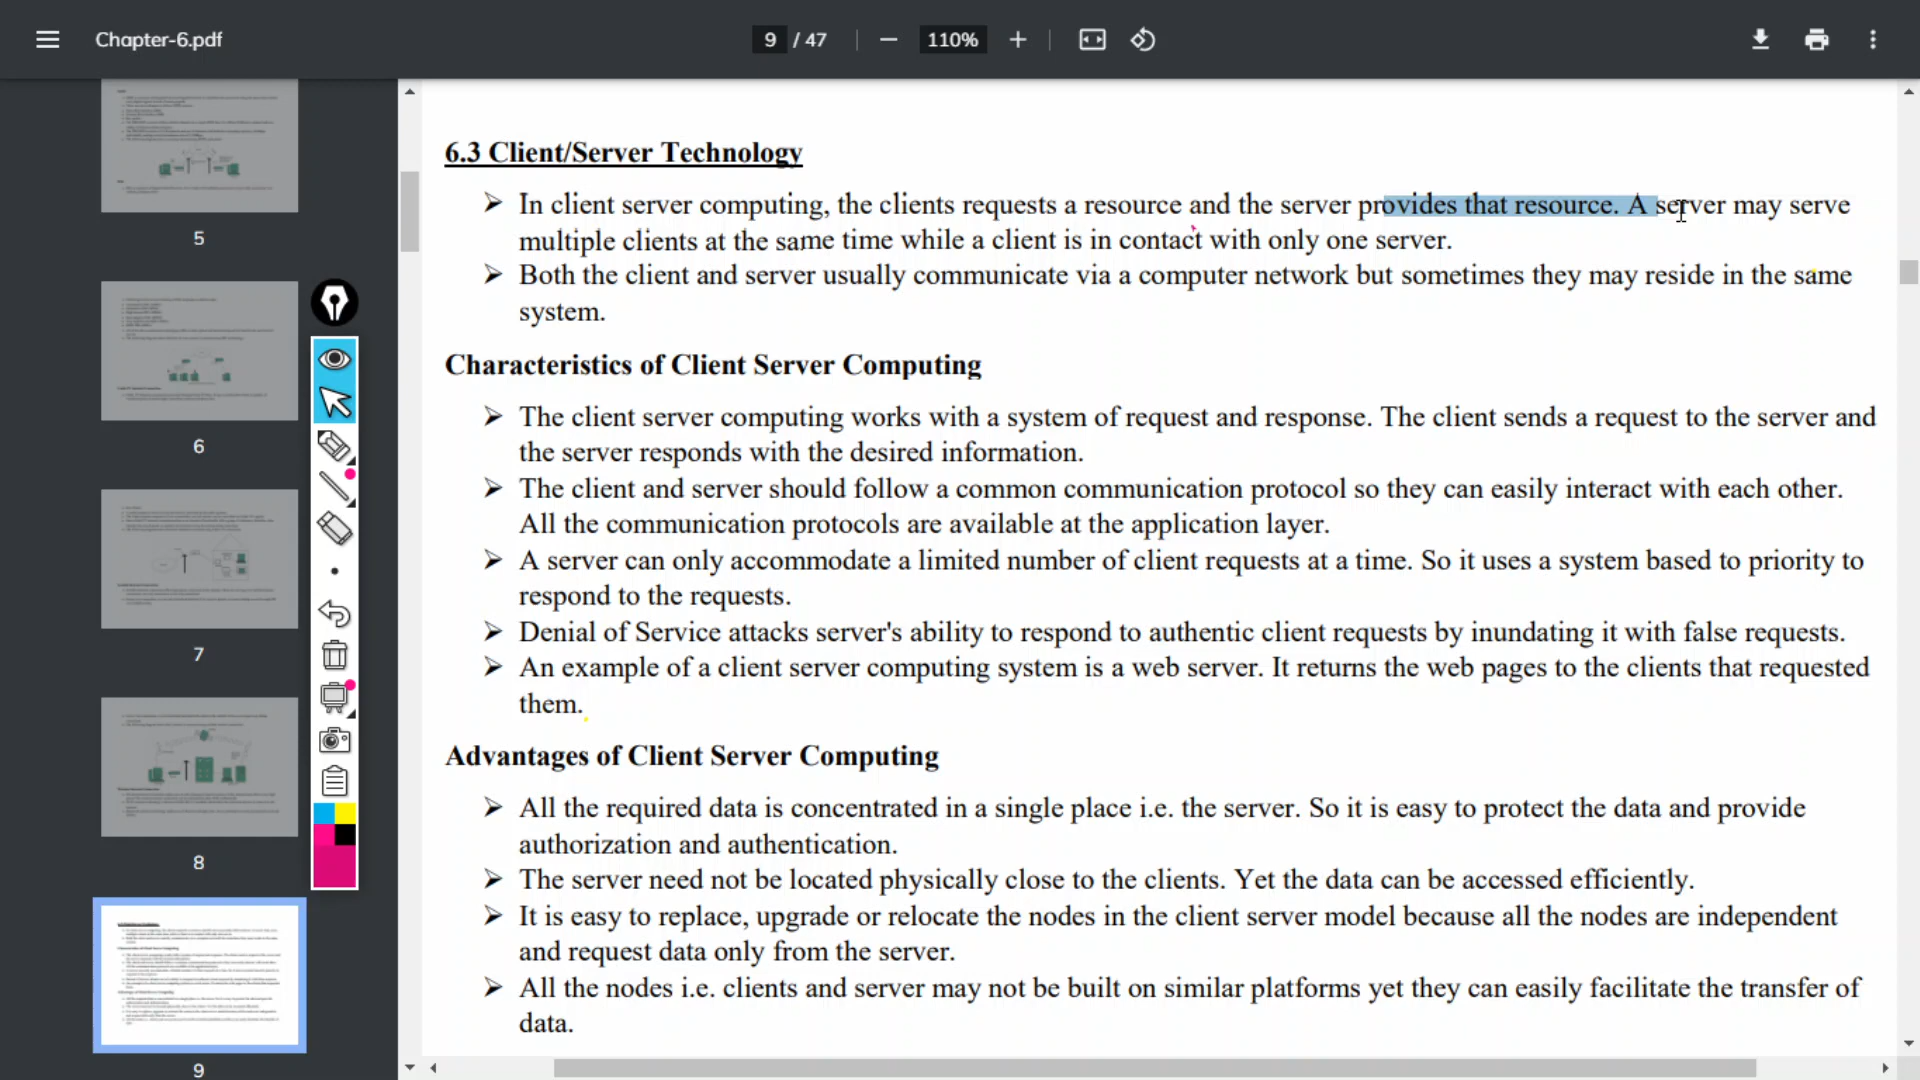 Chapter-6.pdf
9 / 47
110%
5
6
7
8
9
6.3 Client/Server Technology
➢ In client server computing, the clients requests a resource and the server provides that resource. A server may serve
multiple clients at the same time while a client is in contact with only one server.
➢ Both the client and server usually communicate via a computer network but sometimes they may reside in the same
system.
Characteristics of Client Server Computing
➢ The client server computing works with a system of request and response. The client sends a request to the server and
the server responds with the desired information.
➢ The client and server should follow a common communication protocol so they can easily interact with each other.
All the communication protocols are available at the application layer.
➢ A server can only accommodate a limited number of client requests at a time. So it uses a system based to priority to
respond to the requests.
➢ Denial of Service attacks server's ability to respond to authentic client requests by inundating it with false requests.
➢ An example of a client server computing system is a web server. It returns the web pages to the clients that requested
them.
Advantages of Client Server Computing
➢ All the required data is concentrated in a single place i.e. the server. So it is easy to protect the data and provide
authorization and authentication.
➢ The server need not be located physically close to the clients. Yet the data can be accessed efficiently.
➢ It is easy to replace, upgrade or relocate the nodes in the client server model because all the nodes are independent
and request data only from the server.
➢ All the nodes i.e. clients and server may not be built on similar platforms yet they can easily facilitate the transfer of
data.